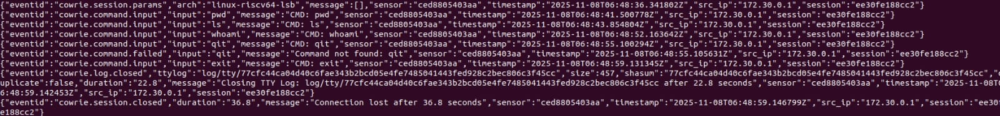 {"eventid":"cowrie.session.params","arch":"linux-riscv64-lsb","message":[],"sensor":"ced8805403aa","timestamp":"2025-11-08T06:48:36.341802Z","src_ip":"172.30.0.1","session":"ee30fe188cc2"}
{"eventid":"cowrie.command.input","input":"pwd","message":"CMD: pwd","sensor":"ced8805403aa","timestamp":"2025-11-08T06:48:41.500778Z","src_ip":"172.30.0.1","session":"ee30fe188cc2"}
{"eventid":"cowrie.command.input","input":"ls","message":"CMD: ls","sensor":"ced8805403aa","timestamp":"2025-11-08T06:48:43.854804Z","src_ip":"172.30.0.1","session":"ee30fe188cc2"}
{"eventid":"cowrie.command.input","input":"whoami","message":"CMD: whoami","sensor":"ced8805403aa","timestamp":"2025-11-08T06:48:52.163642Z","src_ip":"172.30.0.1","session":"ee30fe188cc2"}
{"eventid":"cowrie.command.input","input":"qit","message":"CMD: qit","sensor":"ced8805403aa","timestamp":"2025-11-08T06:48:55.100294Z","src_ip":"172.30.0.1","session":"ee30fe188cc2"}
{"eventid":"cowrie.command.failed","input":"qit","message":"Command not found: qit","sensor":"ced8805403aa","timestamp":"2025-11-08T06:48:55.105631Z","src_ip":"172.30.0.1","session":"ee30fe188cc2"}
{"eventid":"cowrie.command.input","input":"exit","message":"CMD: exit","sensor":"ced8805403aa","timestamp":"2025-11-08T06:48:59.131345Z","src_ip":"172.30.0.1","session":"ee30fe188cc2"}
{"eventid":"cowrie.log.closed","ttylog":"log/tty/77cfc44ca04d40c6fae343b2bcd05e4fe7485041443fed928c2bec806c3f45cc","size":457,"shasum":"77cfc44ca04d40c6fae343b2bcd05e4fe7485041443fed928c2bec806c3f45cc","d
uplicate":false,"duration":"22.8","message":"Closing TTY Log: log/tty/77cfc44ca04d40c6fae343b2bcd05e4fe7485041443fed928c2bec806c3f45cc after 22.8 seconds","sensor":"ced8805403aa","timestamp":"2025-11-08T0
6:48:59.142453Z","src_ip":"172.30.0.1","session":"ee30fe188cc2"}
{"eventid":"cowrie.session.closed","duration":"36.8","message":"Connection lost after 36.8 seconds","sensor":"ced8805403aa","timestamp":"2025-11-08T06:48:59.146799Z","src_ip":"172.30.0.1","session":"ee30f
e188cc2"}